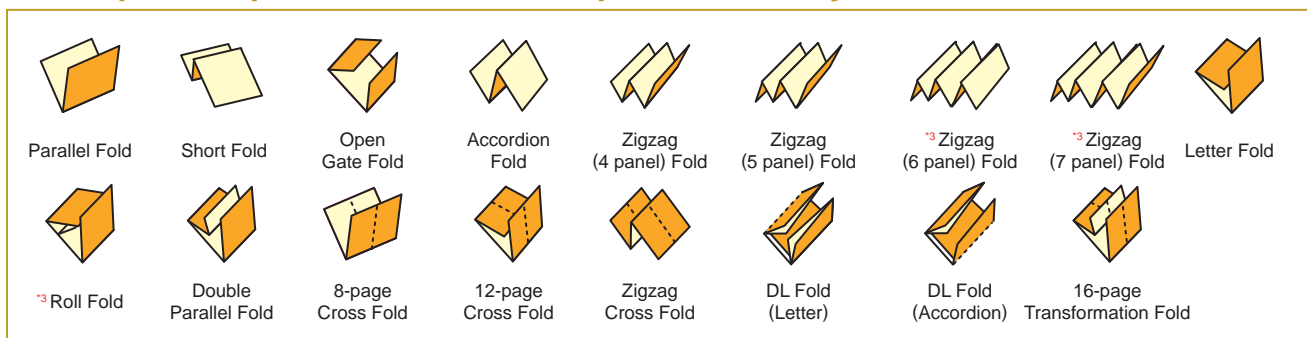 Parallel Fold
Short Fold
Open
Gate Fold
Accordion
Fold
Zigzag
(4 panel) Fold
Zigzag
(5 panel) Fold
*3 Zigzag
(6 panel) Fold
*3 Zigzag
(7 panel) Fold
Letter Fold
*3 Roll Fold
Double
Parallel Fold
8-page
Cross Fold
12-page
Cross Fold
Zigzag
Cross Fold
DL Fold
(Letter)
DL Fold
(Accordion)
16-page
Transformation Fold